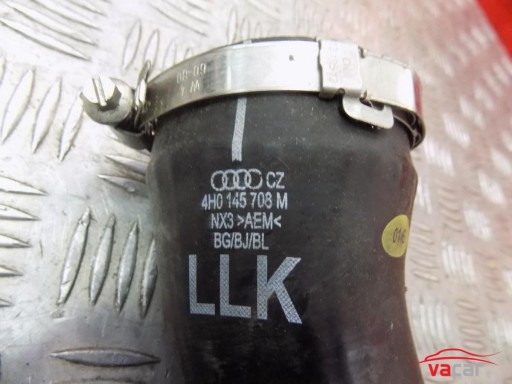 CZ
4H0 145 708 M
NX3 >AEM<
BG/BJ/BL
LLK
vacar